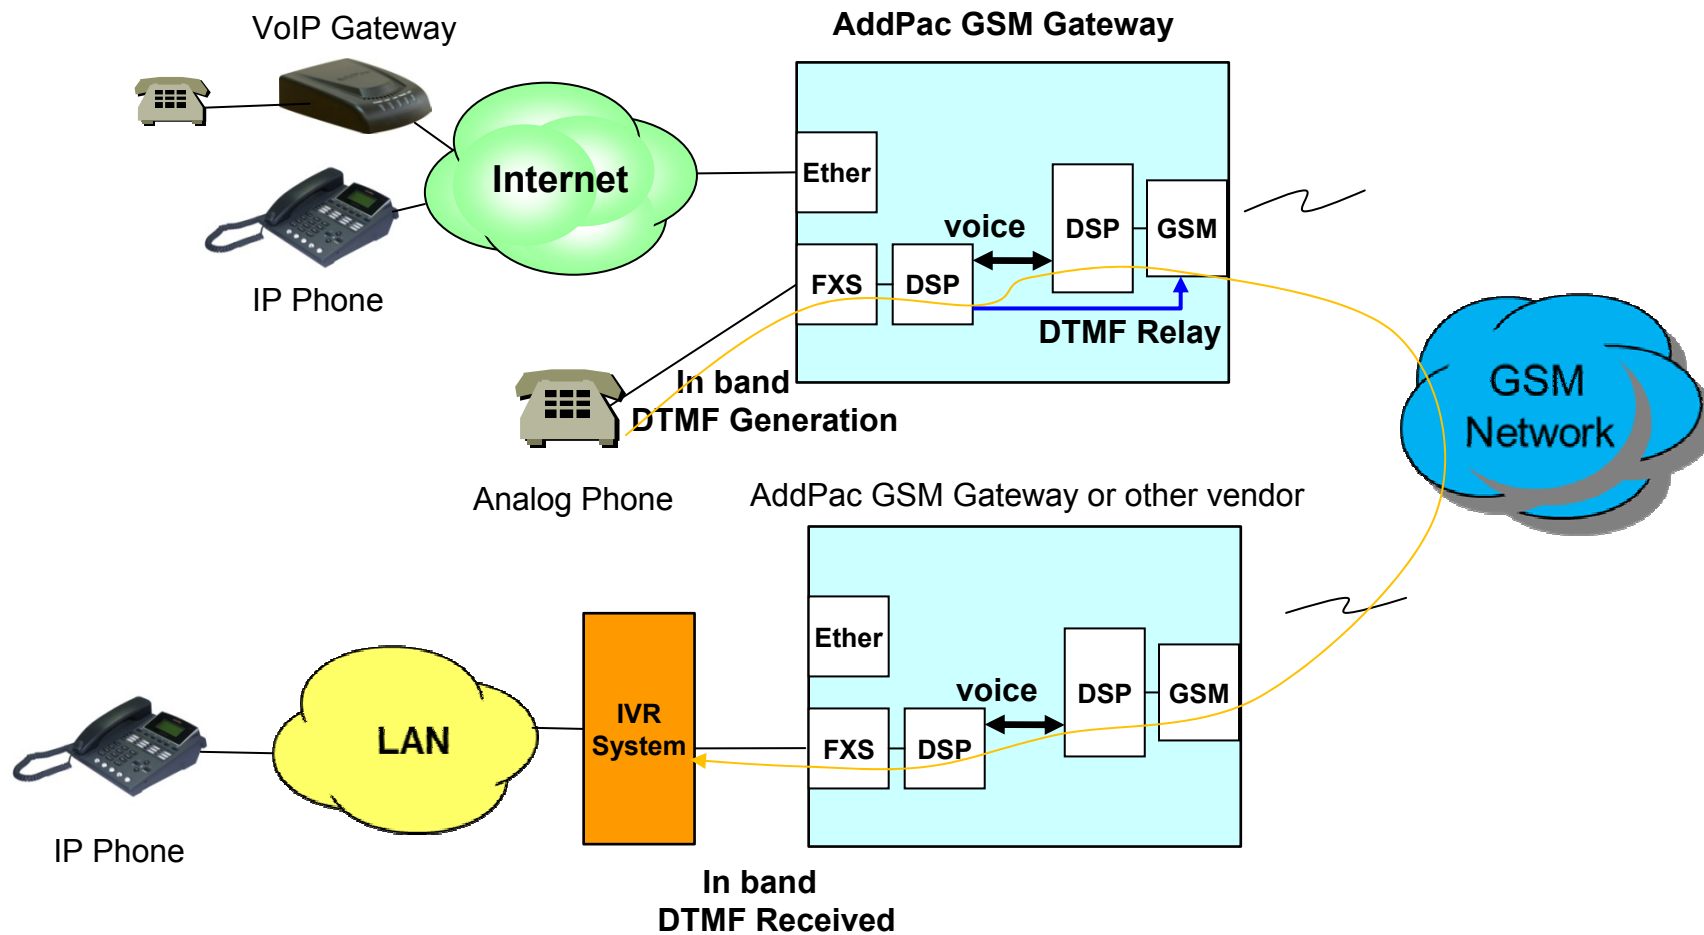 VoIP Gateway
AddPac GSM Gateway
Internet
Ether
voice
DSP
GSM
FXS
DSP
IP Phone
DTMF Relay
In band
DTMF Generation
GSM
Network
Analog Phone
AddPac GSM Gateway or other vendor
Ether
voice
DSP
GSM
IVR
System
LAN
FXS
DSP
IP Phone
In band
DTMF Received